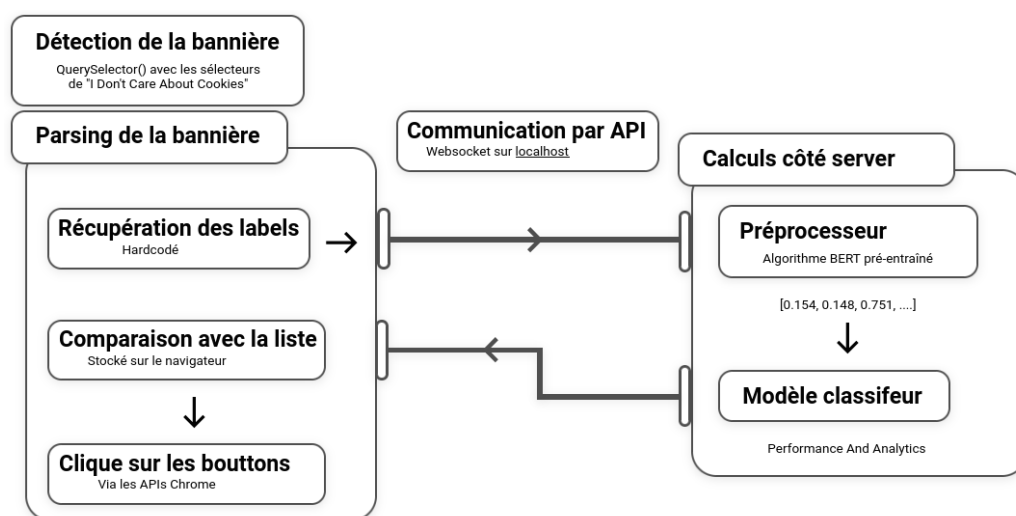 Détection de la bannière
QuerySelector() avec les sélecteurs
de "I Don't Care About Cookies"
Parsing de la bannière
Récupération des labels
Hardcodé
Comparaison avec la liste
Stocké sur le navigateur
Clique sur les bouttons
Via les APIs Chrome
Communication par API
Websocket sur localhost
Calculs côté server
Préprocesseur
Algorithme BERT pré-entraîné
[0.154, 0.148, 0.751, ....]
Modèle classifeur
Performance And Analytics